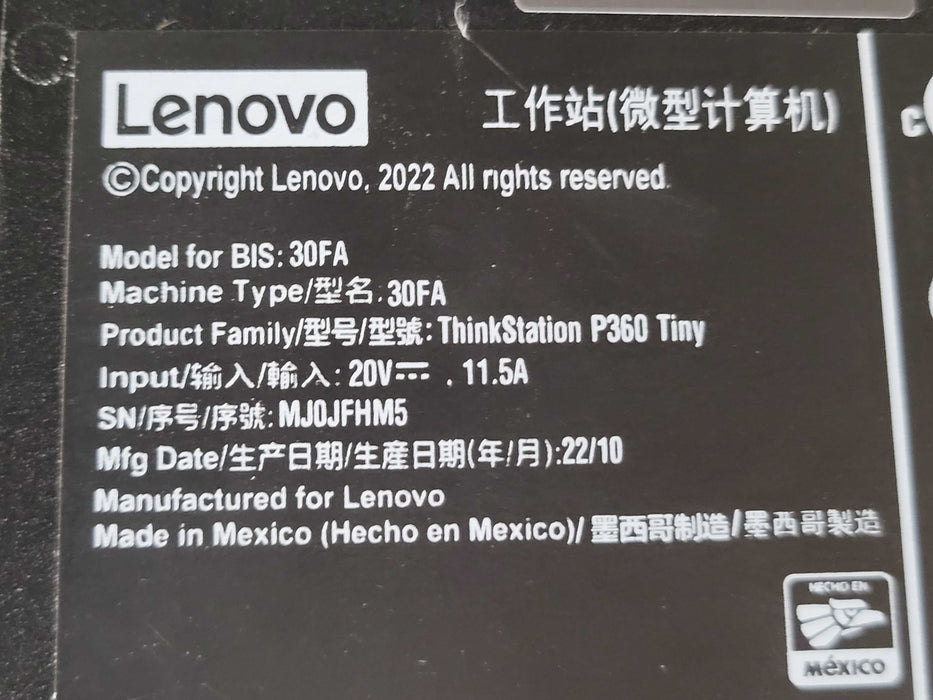 Lenovo
工作站(微型计算机)
©Copyright Lenovo, 2022 All rights reserved.
Model for BIS: 30FA
Machine Type/型名: 30FA
Product Family/型号/型號: ThinkStation P360 Tiny
Input/输入/輸入: 20V⎓ , 11.5A
SN/序号/序號: MJ0JFHM5
Mfg Date/生产日期/生產日期(年/月):22/10
Manufactured for Lenovo
Made in Mexico (Hecho en Mexico)/ 墨西哥制造/墨西哥製造
HECHO EN
MÉXICO